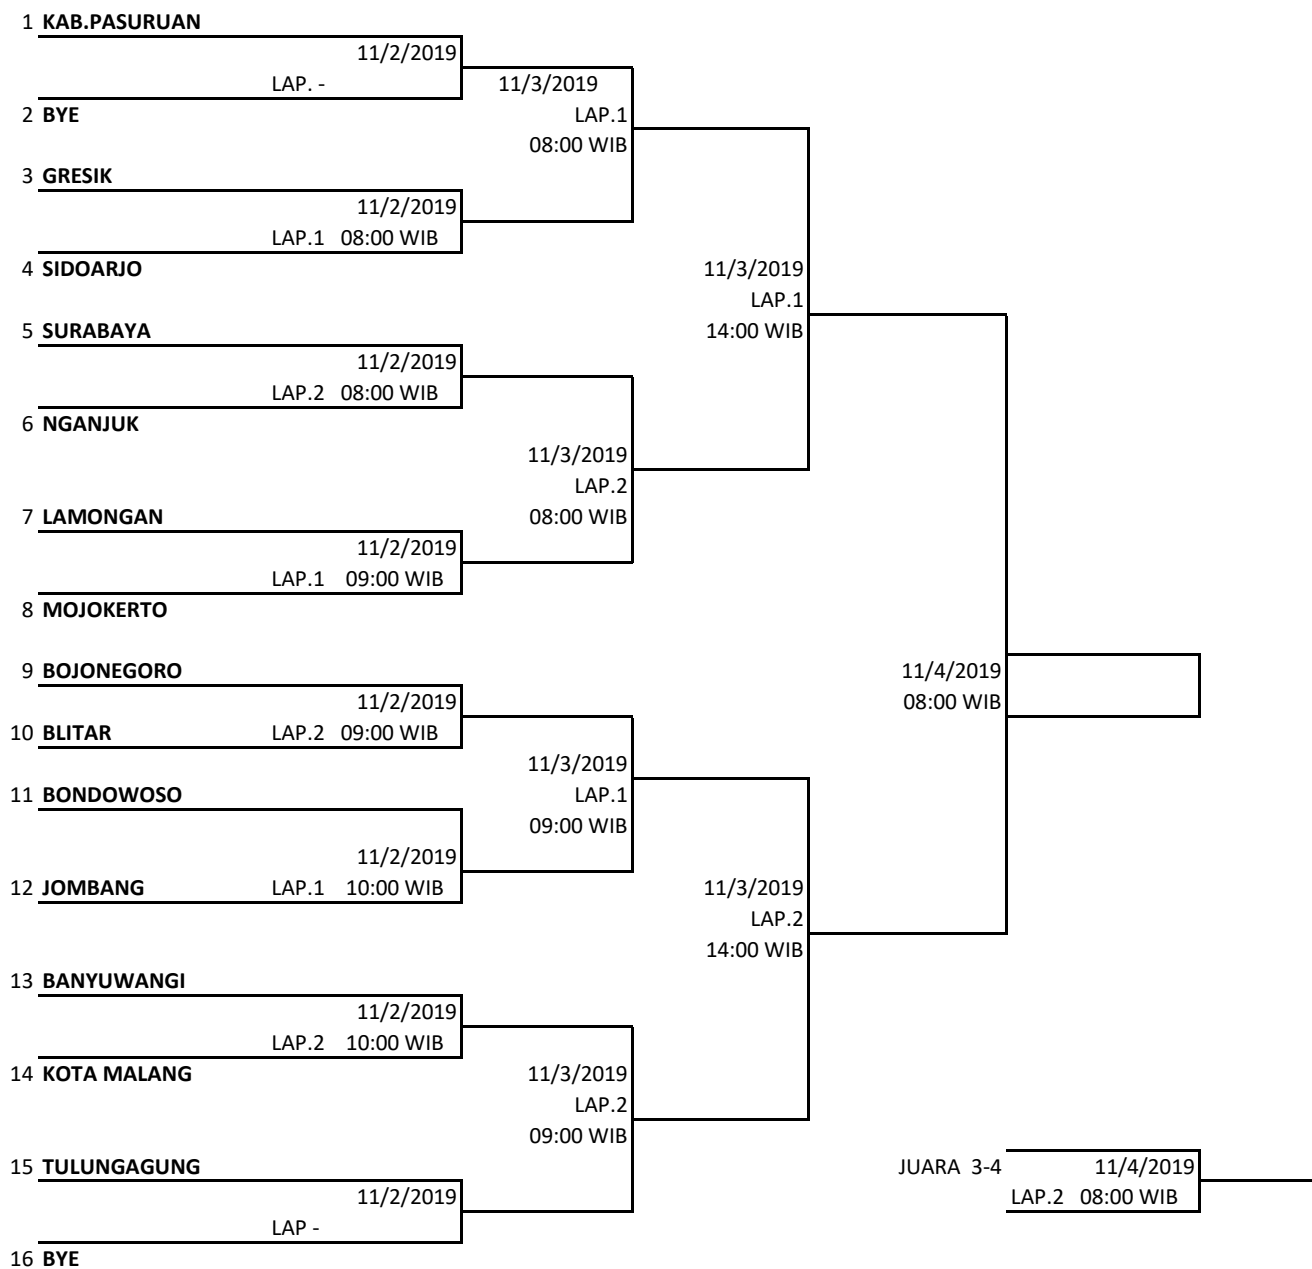 1 KAB.PASURUAN
11/2/2019
LAP. - 11/3/2019
2 BYE LAP.1
08:00 WIB
3 GRESIK
11/2/2019
LAP.1 08:00 WIB
4 SIDOARJO 11/3/2019
LAP.1
5 SURABAYA 14:00 WIB
11/2/2019
LAP.2 08:00 WIB
6 NGANJUK
11/3/2019
LAP.2
7 LAMONGAN 08:00 WIB
11/2/2019
LAP.1 09:00 WIB
8 MOJOKERTO
9 BOJONEGORO 11/4/2019
11/2/2019 08:00 WIB
10 BLITAR LAP.2 09:00 WIB
11/3/2019
11 BONDOWOSO LAP.1
09:00 WIB
11/2/2019
12 JOMBANG LAP.1 10:00 WIB 11/3/2019
LAP.2
14:00 WIB
13 BANYUWANGI
11/2/2019
LAP.2 10:00 WIB
14 KOTA MALANG 11/3/2019
LAP.2
09:00 WIB
15 TULUNGAGUNG JUARA 3-4 11/4/2019
11/2/2019 LAP.2 08:00 WIB
LAP -
16 BYE